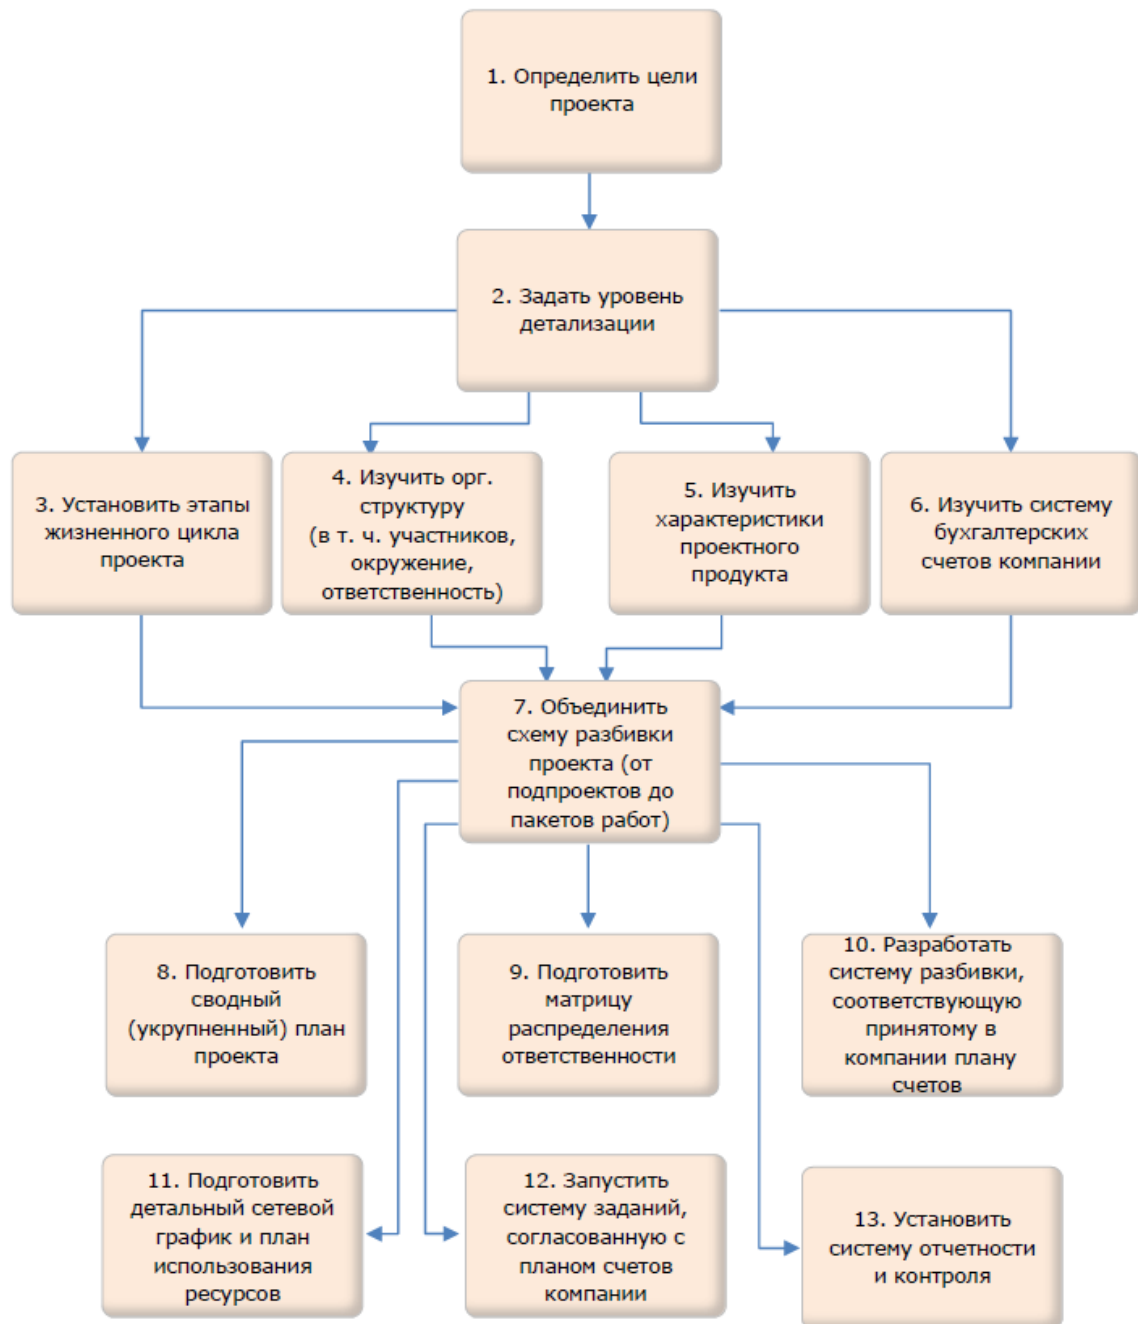 1. Определить цели
проекта
2. Задать уровень
детализации
3. Установить этапы
жизненного цикла
проекта
4. Изучить орг.
структуру
(в т. ч. участников,
окружение,
ответственность)
5. Изучить
характеристики
проектного
продукта
6. Изучить систему
бухгалтерских
счетов компании
7. Объединить
схему разбивки
проекта (от
подпроектов до
пакетов работ)
8. Подготовить
сводный
(укрупненный) план
проекта
9. Подготовить
матрицу
распределения
ответственности
10. Разработать
систему разбивки,
соответствующую
принятому в
компании плану
счетов
11. Подготовить
детальный сетевой
график и план
использования
ресурсов
12. Запустить
систему заданий,
согласованную с
планом счетов
компании
13. Установить
систему отчетности
и контроля